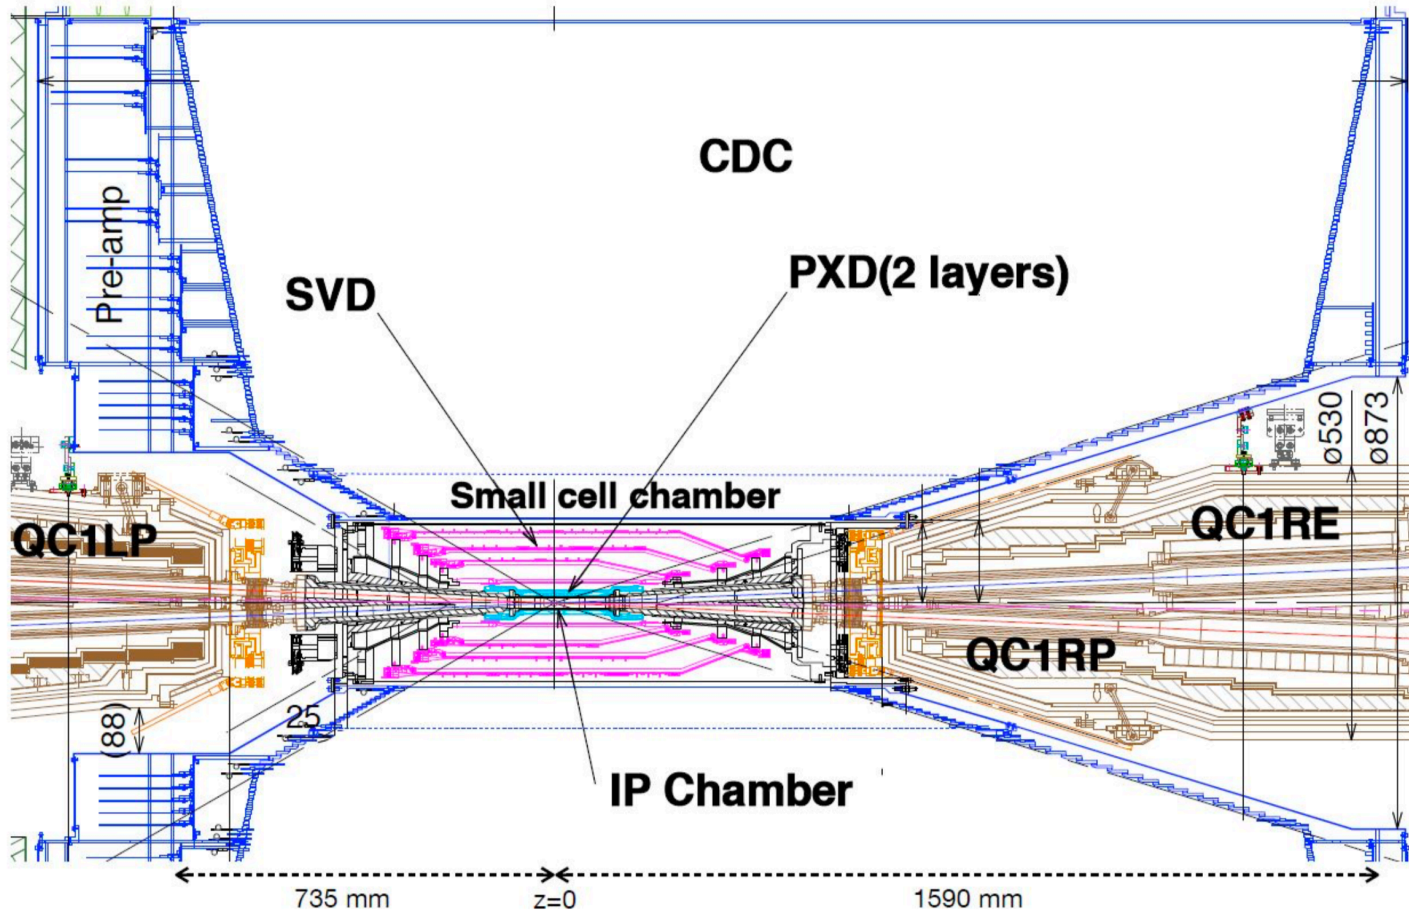 CDC
Pre-amp
SVD
PXD(2 layers)
ø530
ø873
Small cell chamber
QC1LP
QC1RE
QC1RP
(88)
25
IP Chamber
735 mm
z=0
1590 mm